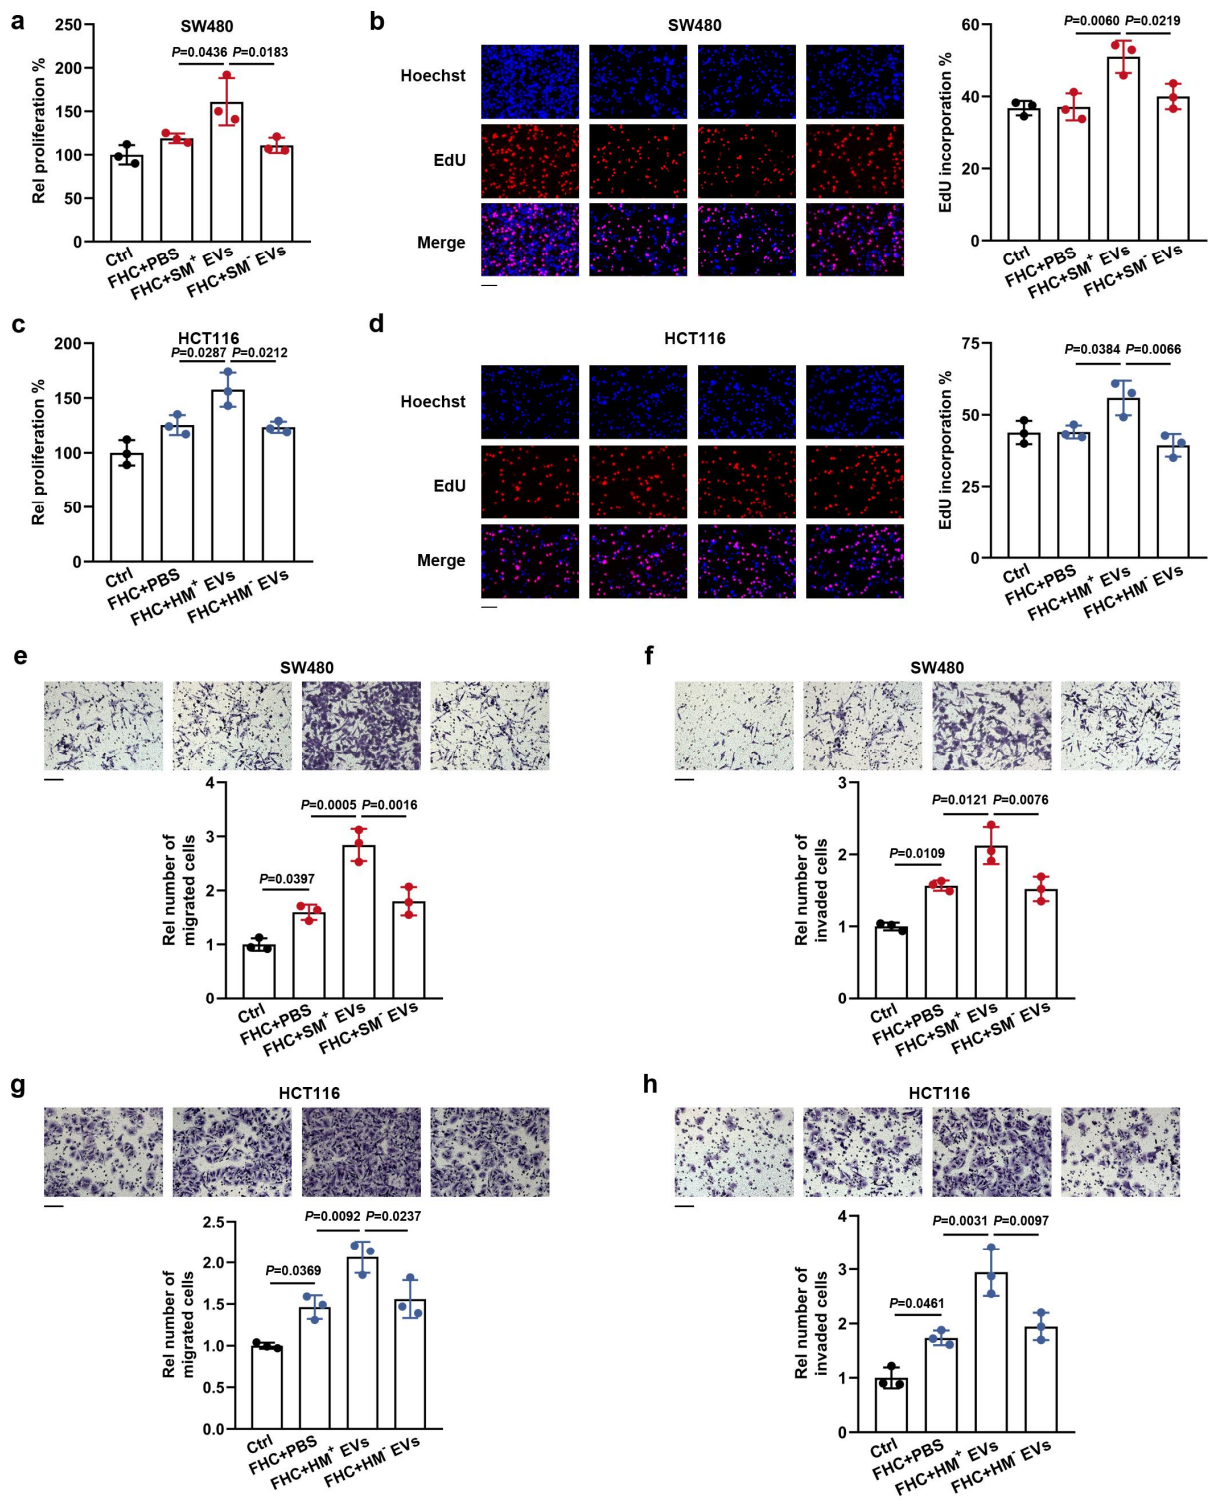 a
SW480
P=0.0436 P=0.0183
Rel proliferation %
250
200
150
100
50
0
Ctrl
FHC+PBS
FHC+SM+ EVs
FHC+SM- EVs
b
SW480
Hoechst
EdU
Merge
P=0.0060 P=0.0219
EdU incorporation %
60
40
20
0
Ctrl
FHC+PBS
FHC+SM+ EVs
FHC+SM- EVs
c
HCT116
P=0.0287 P=0.0212
Rel proliferation %
200
150
100
50
0
Ctrl
FHC+PBS
FHC+HM+ EVs
FHC+HM- EVs
d
HCT116
Hoechst
EdU
Merge
P=0.0384 P=0.0066
EdU incorporation %
75
50
25
0
Ctrl
FHC+PBS
FHC+HM+ EVs
FHC+HM- EVs
e
SW480
P=0.0005 P=0.0016
P=0.0397
Rel number of
migrated cells
4
3
2
1
0
Ctrl
FHC+PBS
FHC+SM+ EVs
FHC+SM- EVs
f
SW480
P=0.0121 P=0.0076
P=0.0109
Rel number of
invaded cells
3
2
1
0
Ctrl
FHC+PBS
FHC+SM+ EVs
FHC+SM- EVs
g
HCT116
P=0.0092 P=0.0237
P=0.0369
Rel number of
migrated cells
2.5
2.0
1.5
1.0
0.5
0.0
Ctrl
FHC+PBS
FHC+HM+ EVs
FHC+HM- EVs
h
HCT116
P=0.0031 P=0.0097
P=0.0461
Rel number of
invaded cells
4
3
2
1
0
Ctrl
FHC+PBS
FHC+HM+ EVs
FHC+HM- EVs